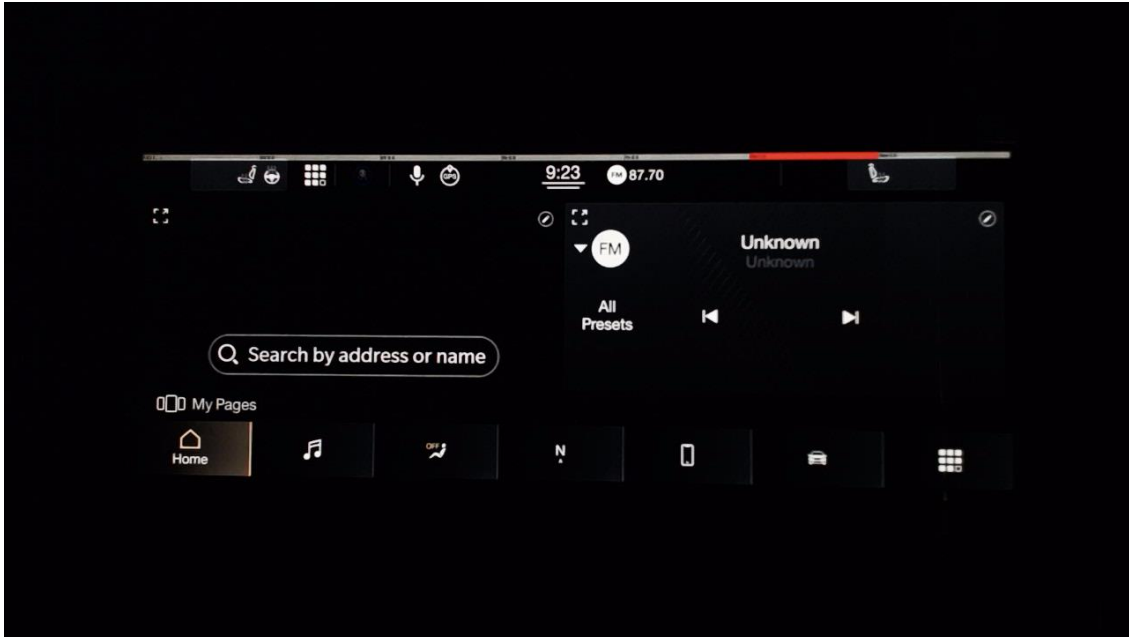 GPS
9:23
FM 87.70
FM
Unknown
Unknown
All
Presets
Search by address or name
My Pages
Home
OFF
N